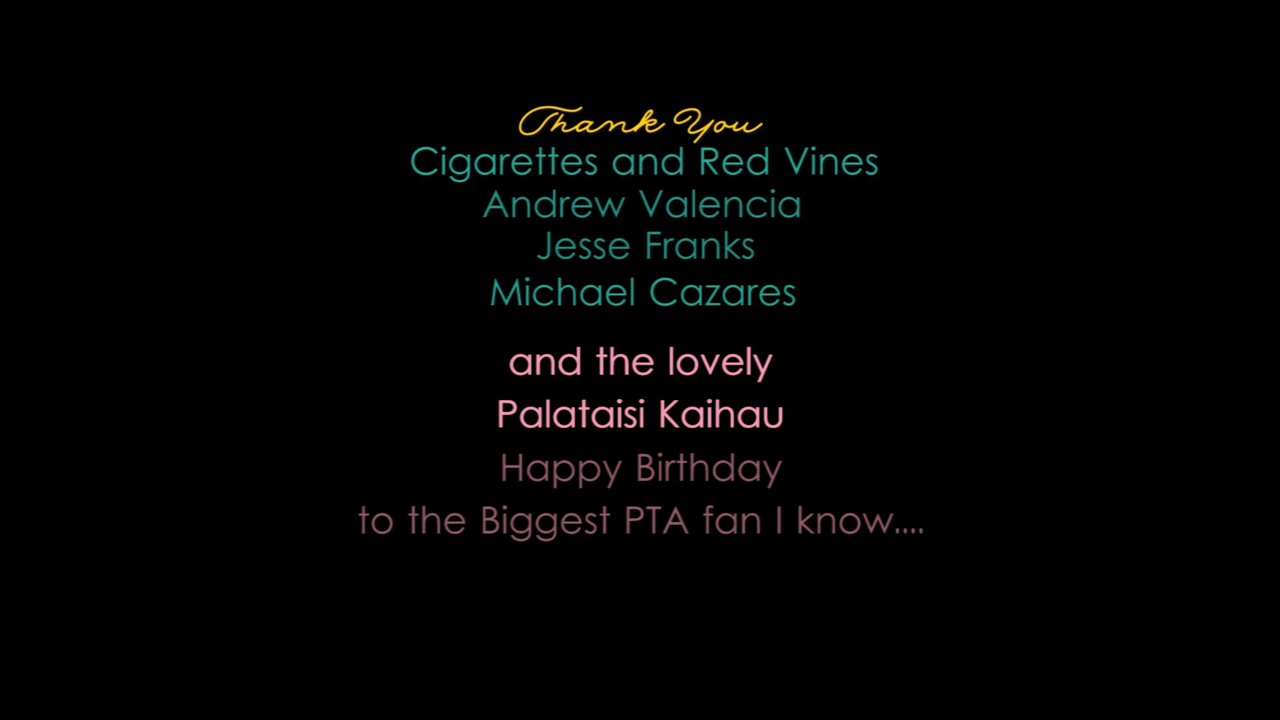 Thank You
Cigarettes and Red Vines
Andrew Valencia
Jesse Franks
Michael Cazares
and the lovely
Palataisi Kaihau
Happy Birthday
to the Biggest PTA fan I know....